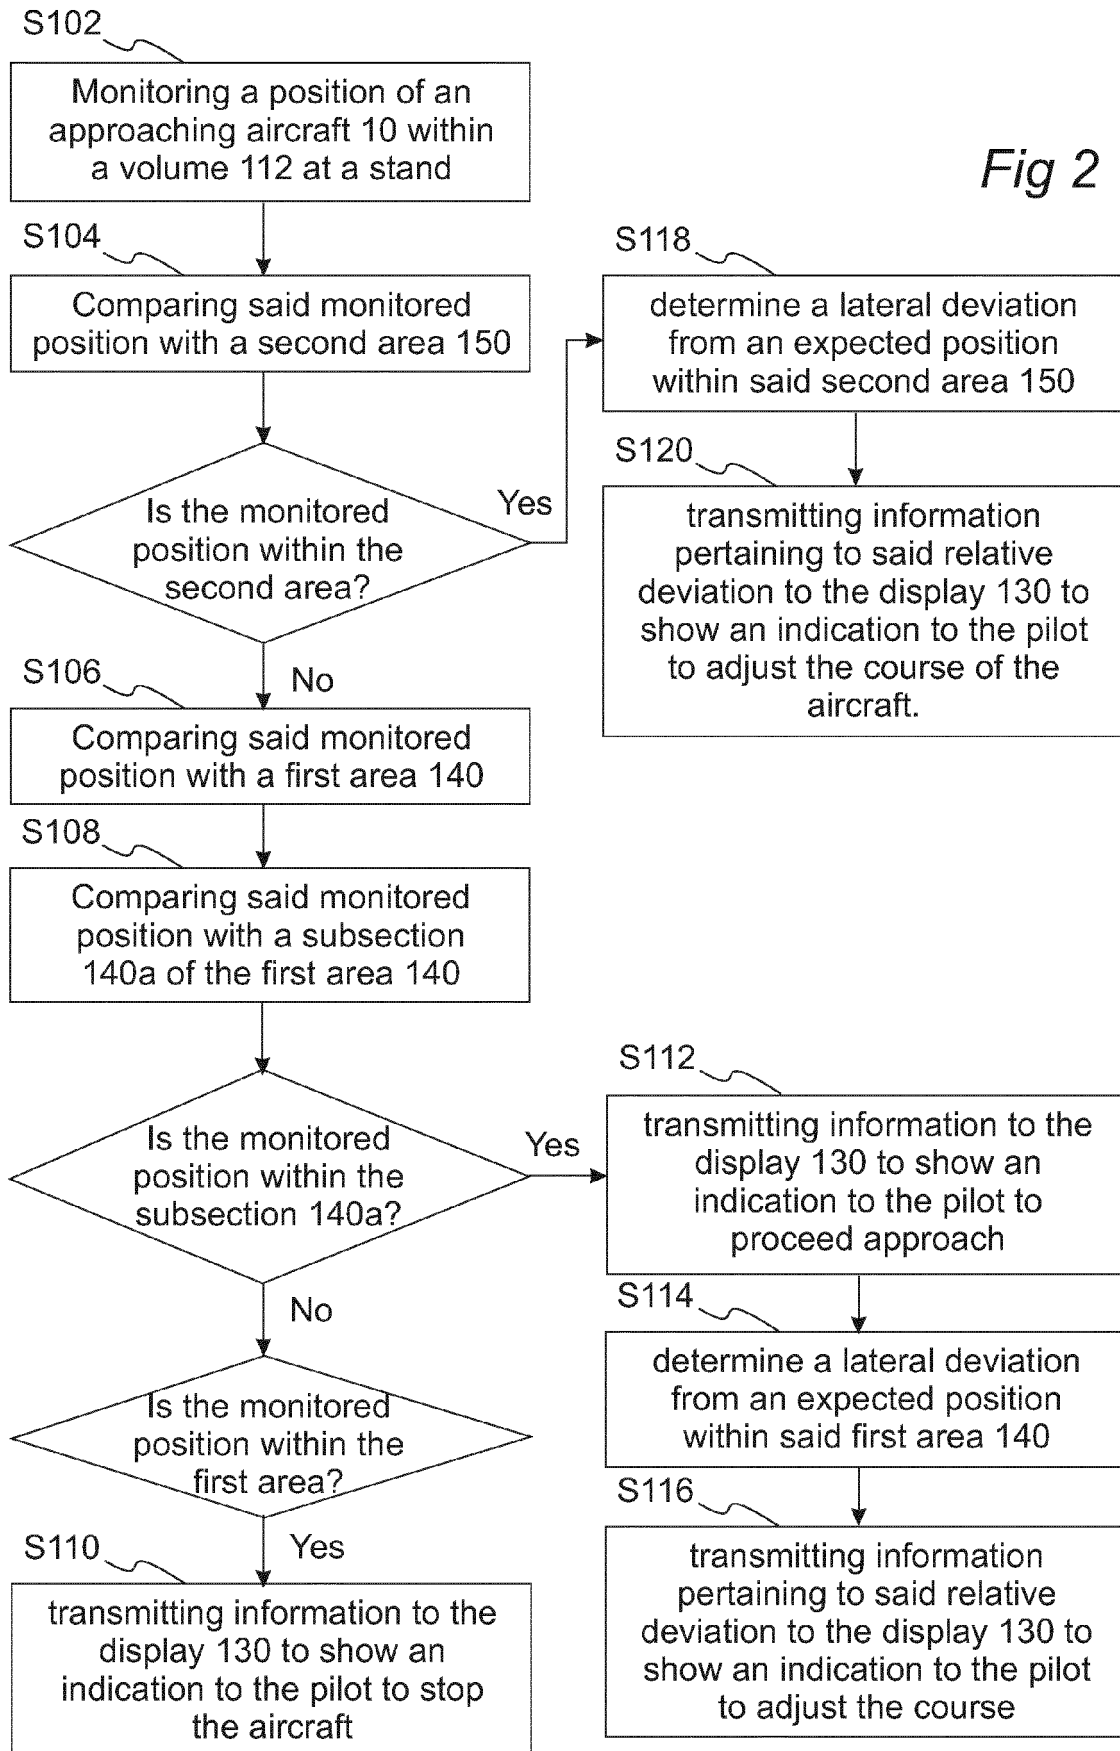 S102
Monitoring a position of an
approaching aircraft 10 within
a volume 112 at a stand
Fig 2
S104
Comparing said monitored
position with a second area 150
Is the monitored
position within the
second area?
Yes
S118
determine a lateral deviation
from an expected position
within said second area 150
S120
transmitting information
pertaining to said relative
deviation to the display 130 to
show an indication to the pilot
to adjust the course of the
aircraft.
No
S106
Comparing said monitored
position with a first area 140
S108
Comparing said monitored
position with a subsection
140a of the first area 140
Is the monitored
position within the
subsection 140a?
Yes
S112
transmitting information to the
display 130 to show an
indication to the pilot to
proceed approach
S114
determine a lateral deviation
from an expected position
within said first area 140
S116
transmitting information
pertaining to said relative
deviation to the display 130 to
show an indication to the pilot
to adjust the course
No
Is the monitored
position within the
first area?
Yes
S110
transmitting information to the
display 130 to show an
indication to the pilot to stop
the aircraft